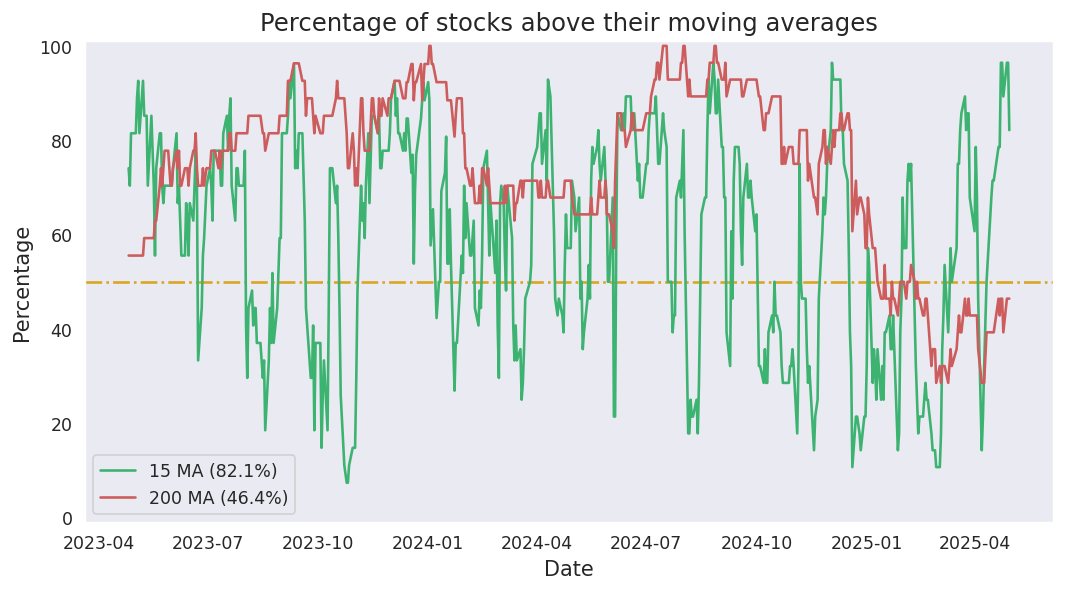 Percentage of stocks above their moving averages
Percentage
100
80
60
40
20
0
15 MA (82.1%)
200 MA (46.4%)
2023-04 2023-07 2023-10 2024-01 2024-04 2024-07 2024-10 2025-01 2025-04
Date